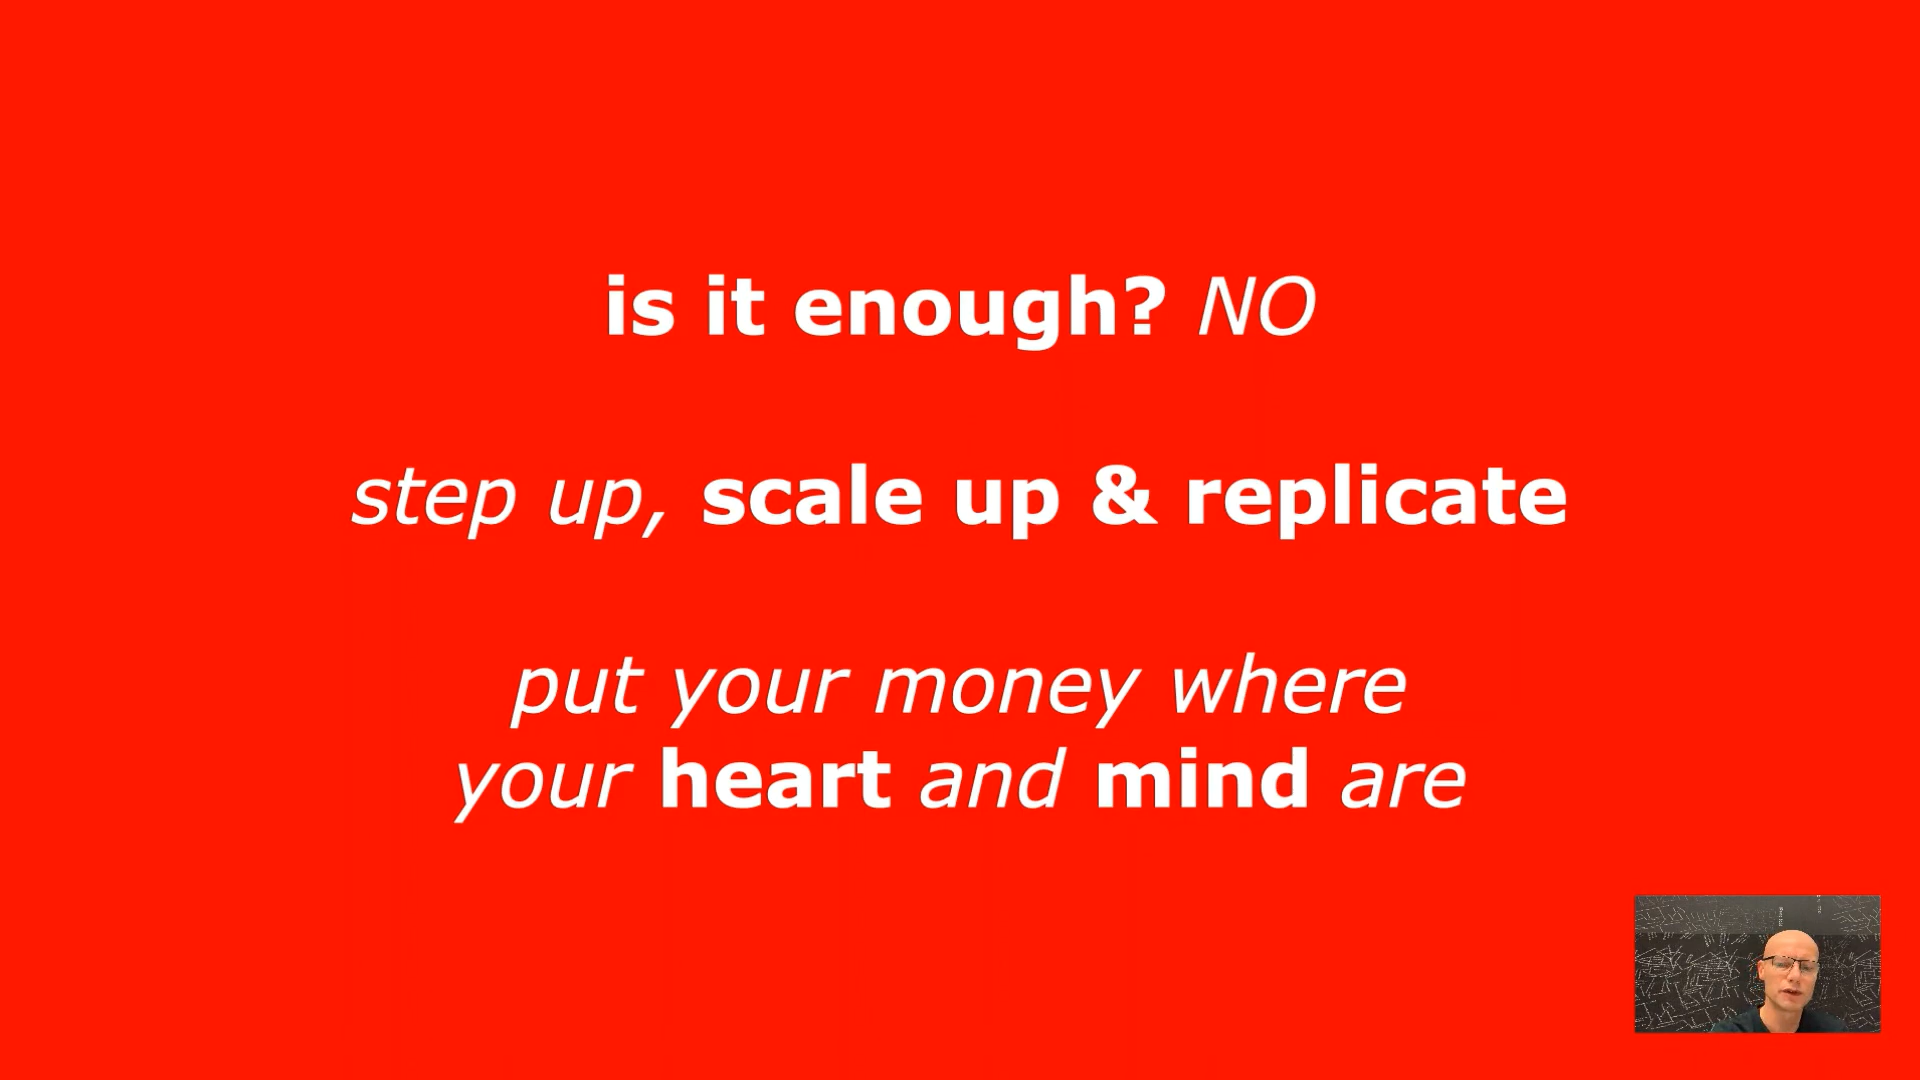 is it enough? NO
step up, scale up & replicate
put your money where
your heart and mind are